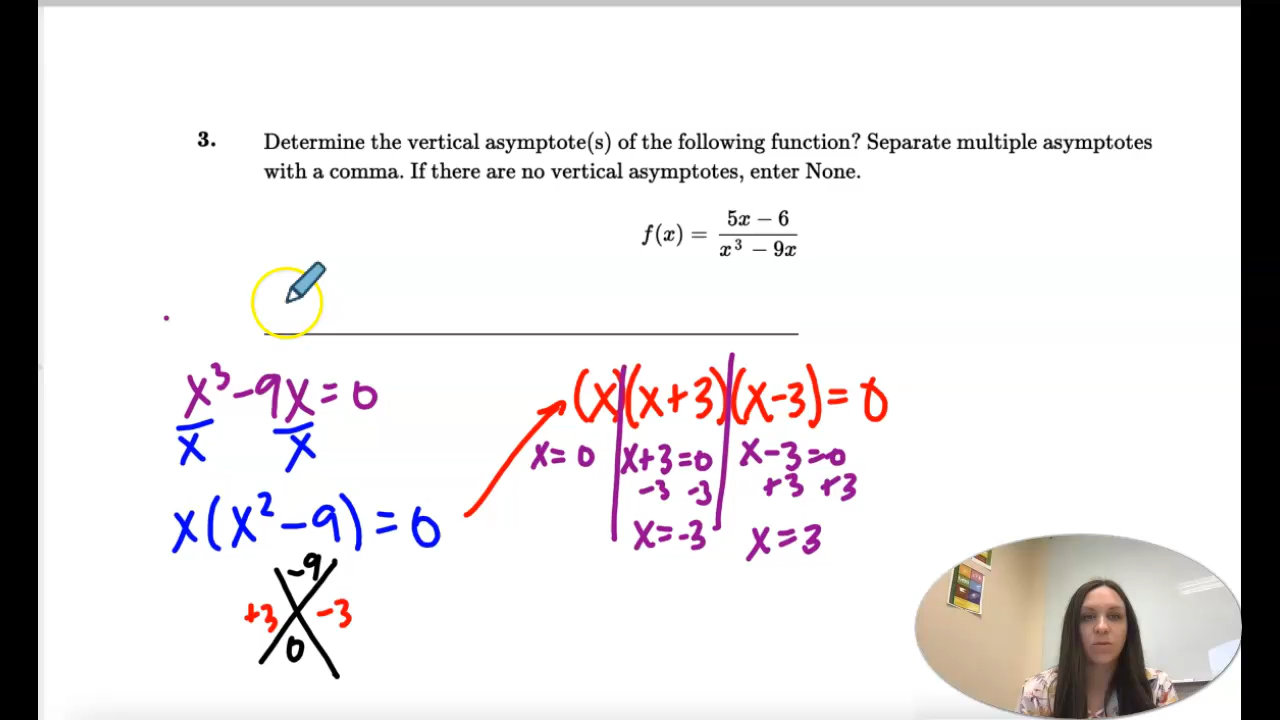 3. Determine the vertical asymptote(s) of the following function? Separate multiple asymptotes
with a comma. If there are no vertical asymptotes, enter None.
f(x) = (5x − 6)/(x³ − 9x)
x³-9x=0
x x
x(x²-9)=0
-9
+3 -3
0
(x)(x+3)(x-3)=0
x=0 x+3=0 x-3=0
-3 -3 +3 +3
x=-3 x=3